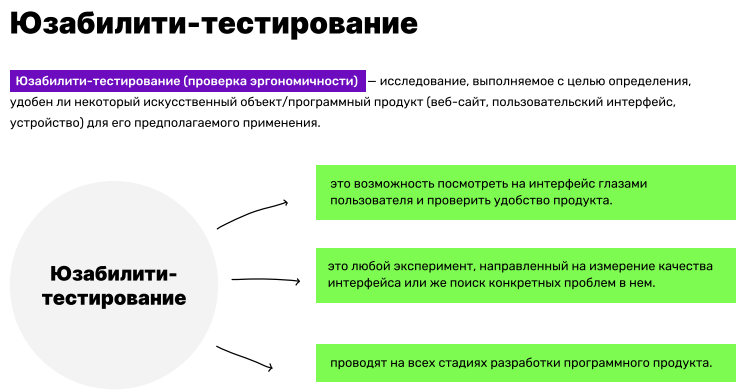 Юзабилити-тестирование
Юзабилити-тестирование (проверка эргономичности) — исследование, выполняемое с целью определения,
удобен ли некоторый искусственный объект/программный продукт (веб-сайт, пользовательский интерфейс,
устройство) для его предполагаемого применения.
Юзабилити-
тестирование
это возможность посмотреть на интерфейс глазами
пользователя и проверить удобство продукта.
это любой эксперимент, направленный на измерение качества
интерфейса или же поиск конкретных проблем в нем.
проводят на всех стадиях разработки программного продукта.